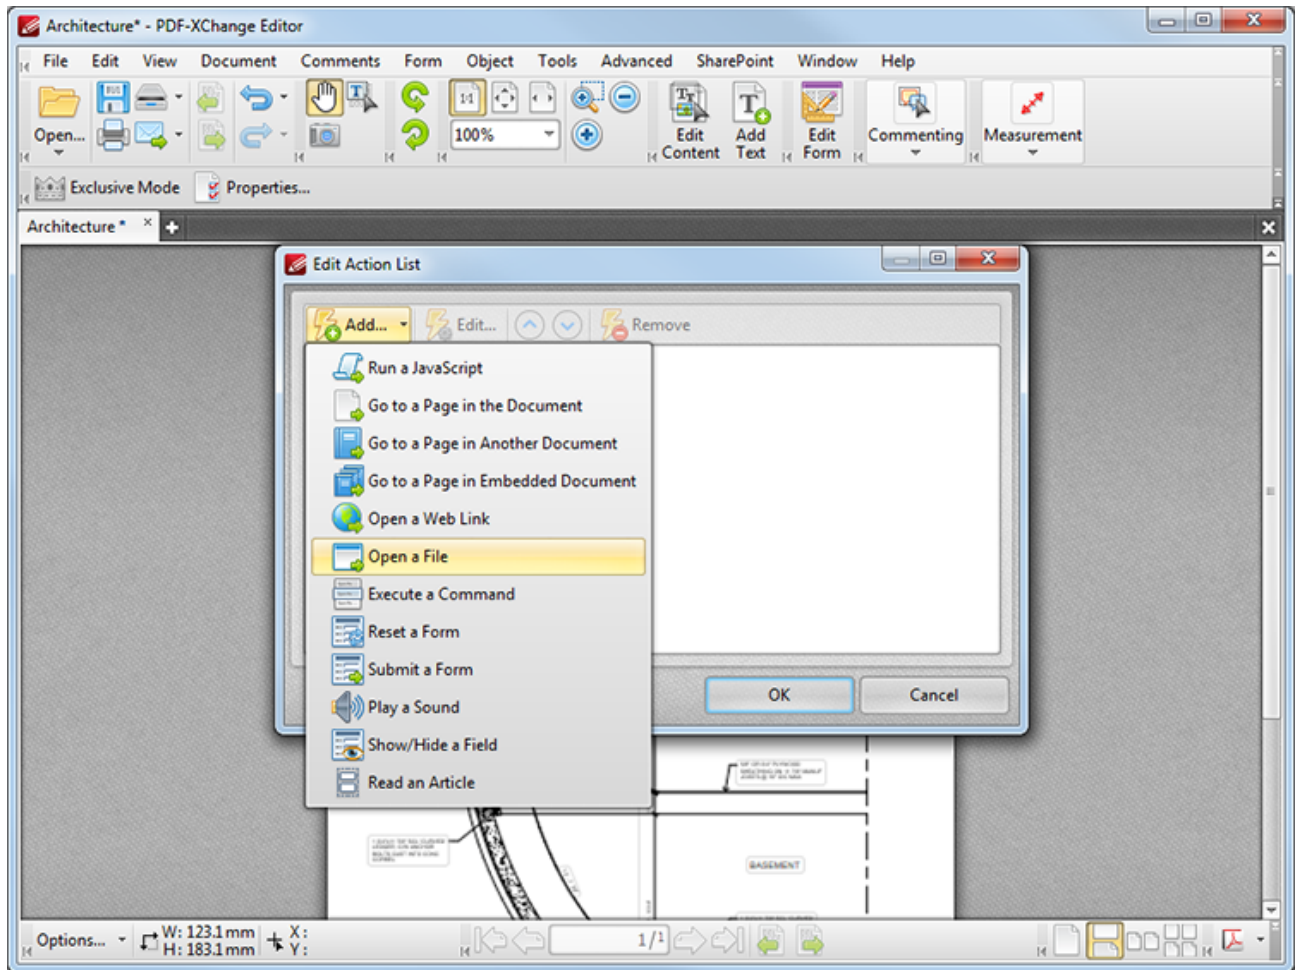 Architecture* - PDF-XChange Editor
File Edit View Document Comments Form Object Tools Advanced SharePoint Window Help
Open... 100% Edit Content Add Text Edit Form Commenting Measurement
Exclusive Mode Properties...
Architecture *
Edit Action List
Add... Edit... Remove
Run a JavaScript
Go to a Page in the Document
Go to a Page in Another Document
Go to a Page in Embedded Document
Open a Web Link
Open a File
Execute a Command
Reset a Form
Submit a Form
Play a Sound
Show/Hide a Field
Read an Article
OK Cancel
BASEMENT
Options... W: 123.1 mm X:
H: 183.1 mm Y:
1/1